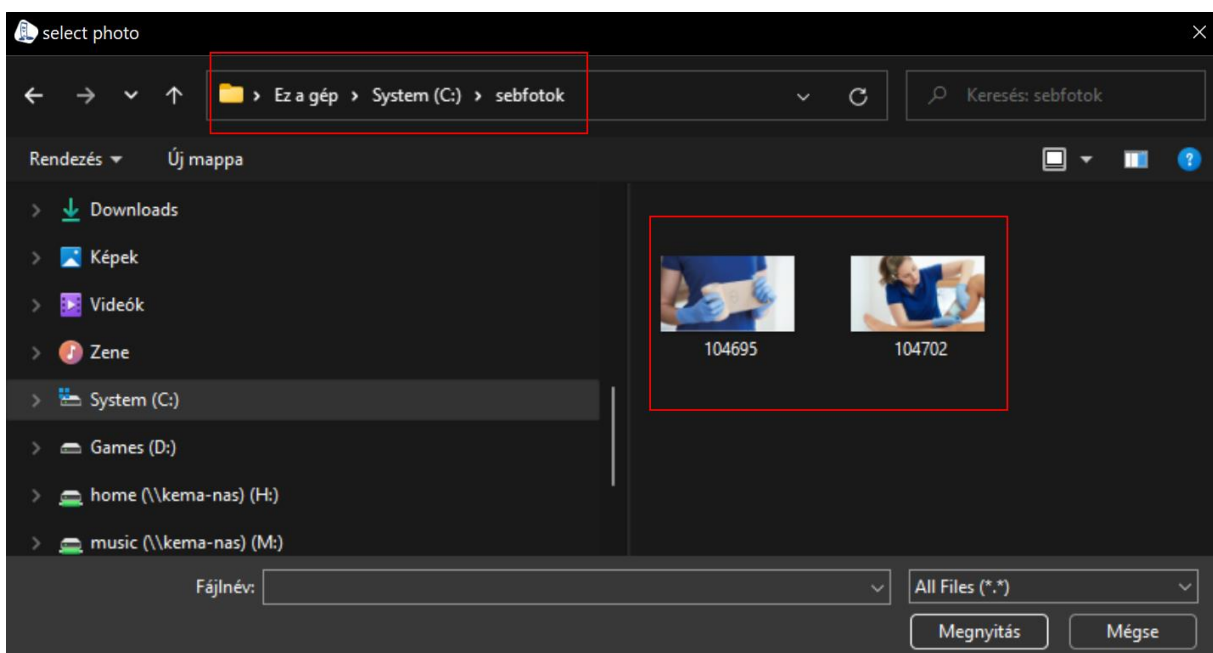 select photo
Ez a gép › System (C:) › sebfotok
Keresés: sebfotok
Rendezés
Új mappa
Downloads
Képek
Videók
Zene
System (C:)
Games (D:)
home (\\kema-nas) (H:)
music (\\kema-nas) (M:)
104695
104702
Fájlnév:
All Files (*.*)
Megnyitás
Mégse